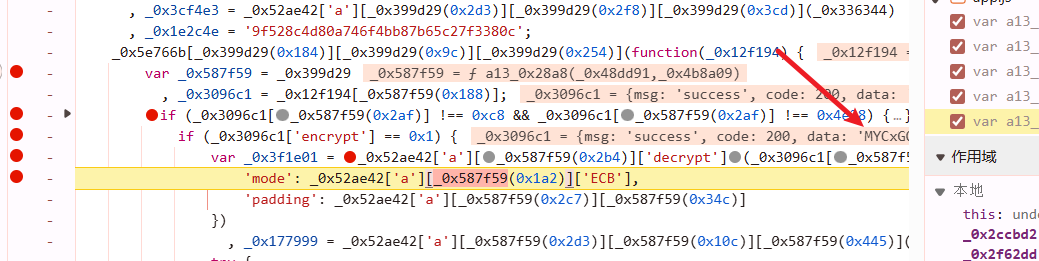 , _0x3cf4e3 = _0x52ae42['a'][_0x399d29(0x2d3)][_0x399d29(0x2f8)][_0x399d29(0x3cd)](_0x336344)
, _0x1e2c4e = '9f528c4d80a746f4bb87b65c27f3380c';
_0x5e766b[_0x399d29(0x184)][_0x399d29(0x9c)][_0x399d29(0x254)](function(_0x12f194) { _0x12f194 =
var _0x587f59 = _0x399d29 _0x587f59 = ƒ a13_0x28a8(_0x48dd91,_0x4b8a09)
, _0x3096c1 = _0x12f194[_0x587f59(0x188)]; _0x3096c1 = {msg: 'success', code: 200, data:
if (_0x3096c1[_0x587f59(0x2af)] !== 0xc8 && _0x3096c1[_0x587f59(0x2af)] !== {…}
if (_0x3096c1['encrypt'] == 0x1) { _0x3096c1 = {msg: 'success', code: 200, data: 'MYCxG
var _0x3f1e01 = _0x52ae42['a'][_0x587f59(0x2b4)]['decrypt'](_0x3096c1[_0x587f5
'mode': _0x52ae42['a'][_0x587f59(0x1a2)]['ECB'],
'padding': _0x52ae42['a'][_0x587f59(0x2c7)][_0x587f59(0x34c)]
})
, _0x177999 = _0x52ae42['a'][_0x587f59(0x2d3)][_0x587f59(0x10c)][_0x587f59(0x445)](
var a13_
var a13_
var a13_
var a13_
var a13_
作用域
本地
this: unde
_0x2ccbd2
_0x2f62dd